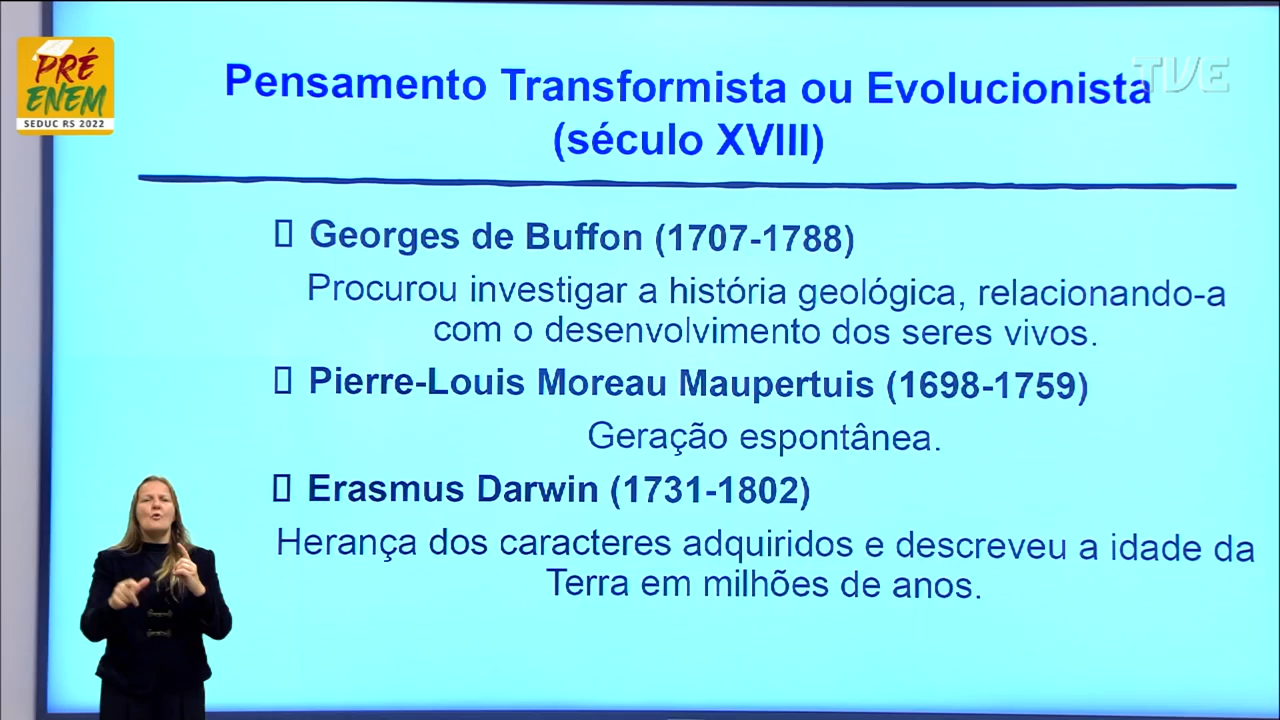 PRÉ
ENEM
SEDUC RS 2022
TVE
Pensamento Transformista ou Evolucionista
(século XVIII)
Georges de Buffon (1707-1788)
Procurou investigar a história geológica, relacionando-a
com o desenvolvimento dos seres vivos.
Pierre-Louis Moreau Maupertuis (1698-1759)
Geração espontânea.
Erasmus Darwin (1731-1802)
Herança dos caracteres adquiridos e descreveu a idade da
Terra em milhões de anos.